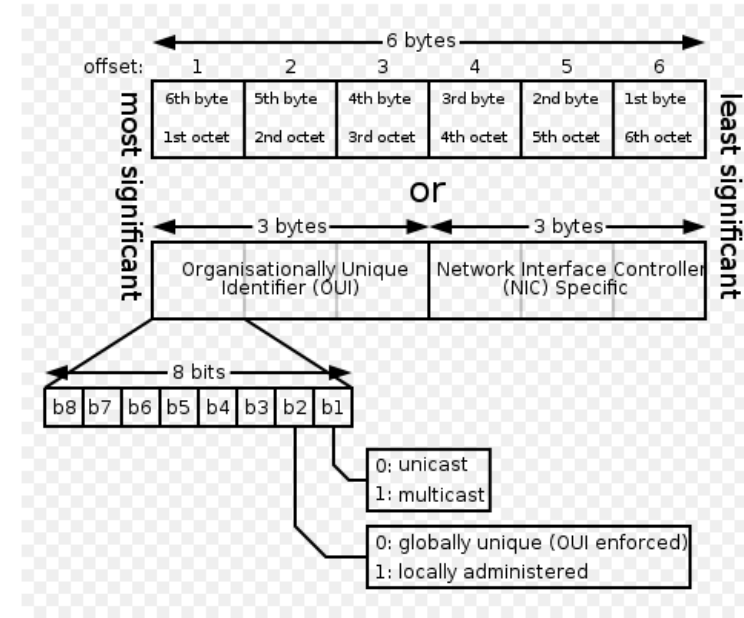 6 bytes
offset: 1 2 3 4 5 6
6th byte 5th byte 4th byte 3rd byte 2nd byte 1st byte
1st octet 2nd octet 3rd octet 4th octet 5th octet 6th octet
most significant
least significant
or
3 bytes 3 bytes
Organisationally Unique
Identifier (OUI)
Network Interface Controller
(NIC) Specific
8 bits
b8 b7 b6 b5 b4 b3 b2 b1
0: unicast
1: multicast
0: globally unique (OUI enforced)
1: locally administered